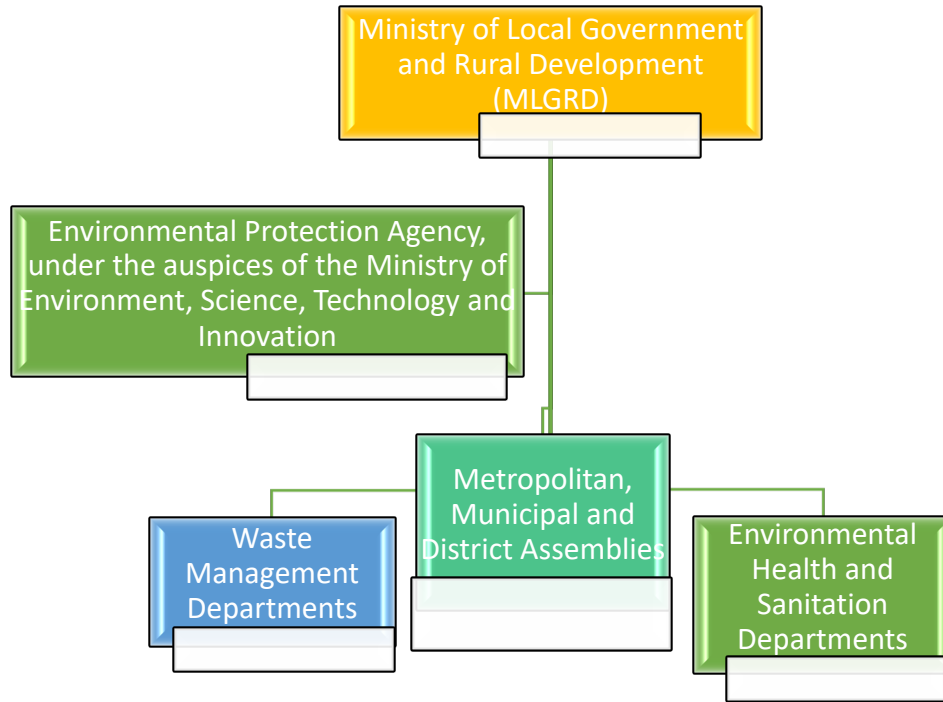 Ministry of Local Government
and Rural Development
(MLGRD)
Environmental Protection Agency,
under the auspices of the Ministry of
Environment, Science, Technology and
Innovation
Metropolitan,
Municipal and
District Assemblies
Waste
Management
Departments
Environmental
Health and
Sanitation
Departments